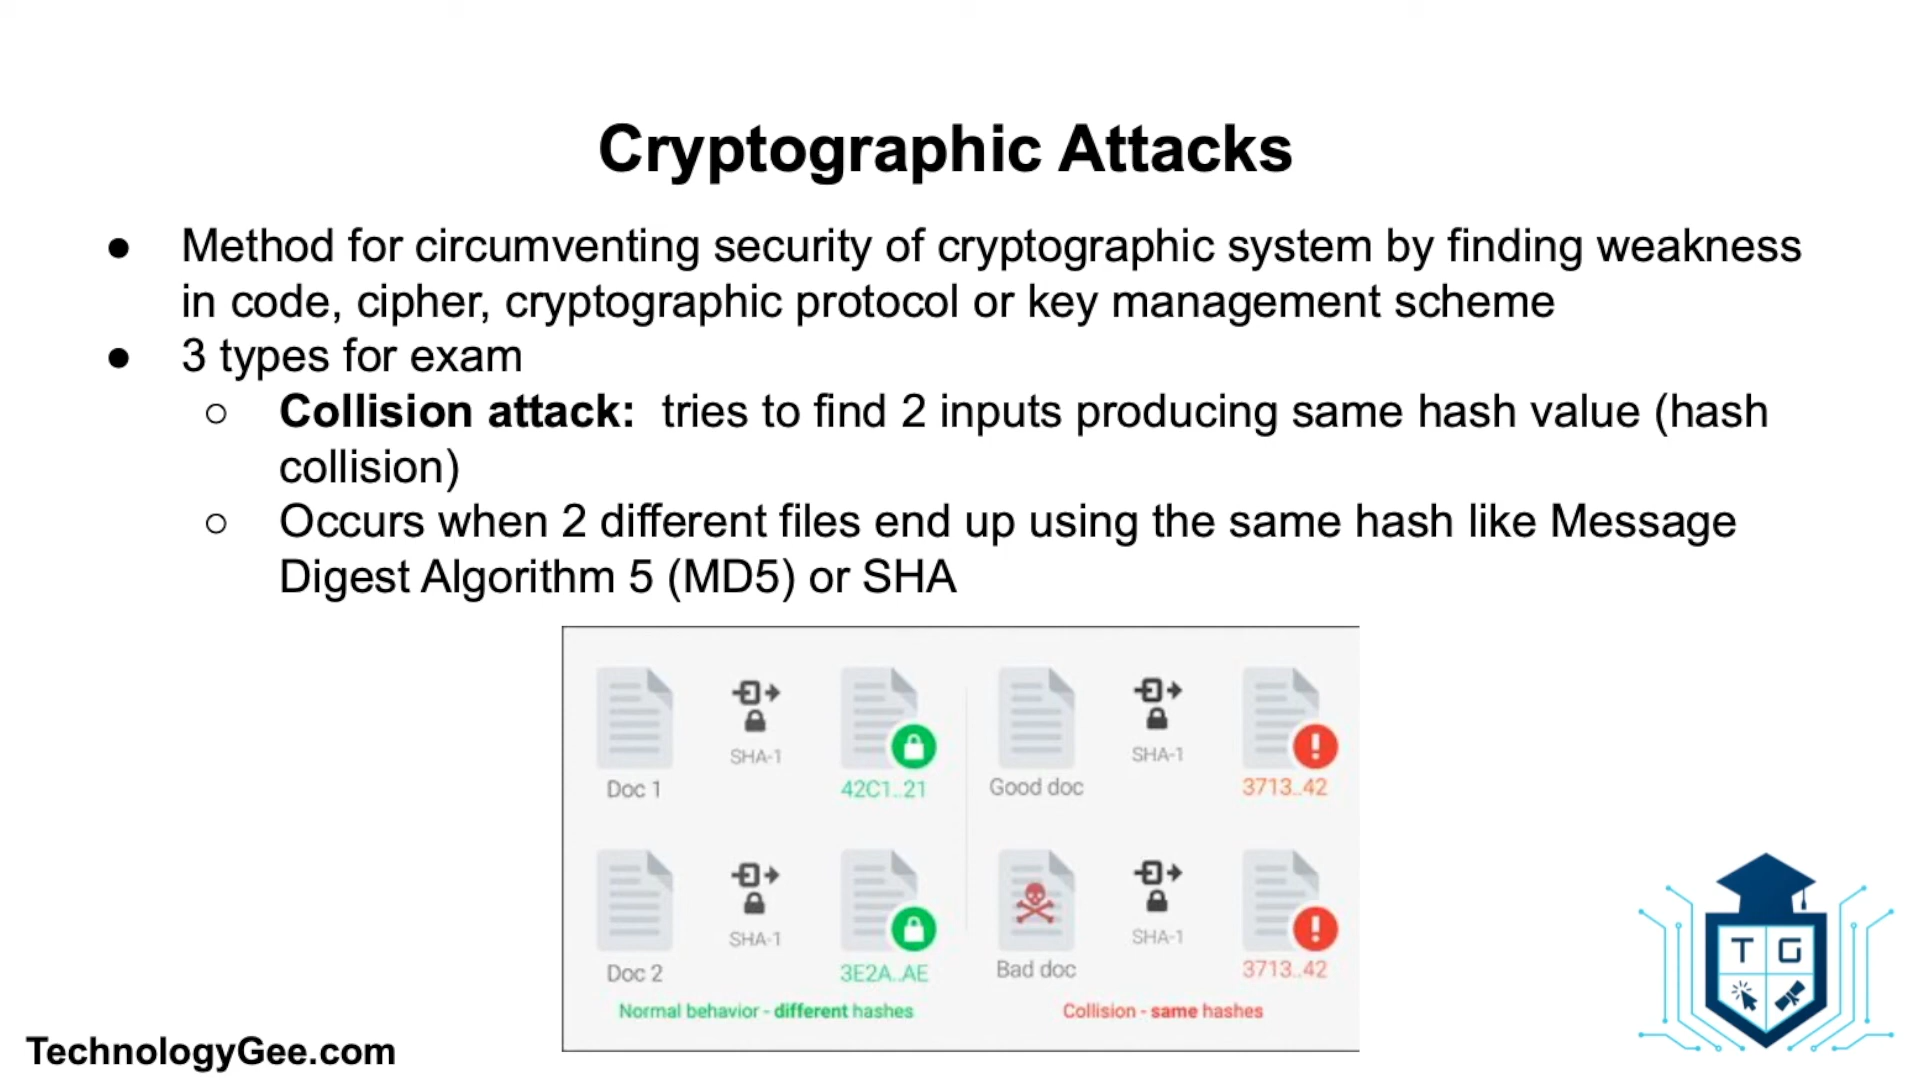 Cryptographic Attacks
● Method for circumventing security of cryptographic system by finding weakness
in code, cipher, cryptographic protocol or key management scheme
● 3 types for exam
○ Collision attack: tries to find 2 inputs producing same hash value (hash
collision)
○ Occurs when 2 different files end up using the same hash like Message
Digest Algorithm 5 (MD5) or SHA
SHA-1
Doc 1
42C1..21
SHA-1
Good doc
3713..42
SHA-1
Doc 2
3E2A..AE
SHA-1
Bad doc
3713..42
Normal behavior - different hashes
Collision - same hashes
T G
TechnologyGee.com